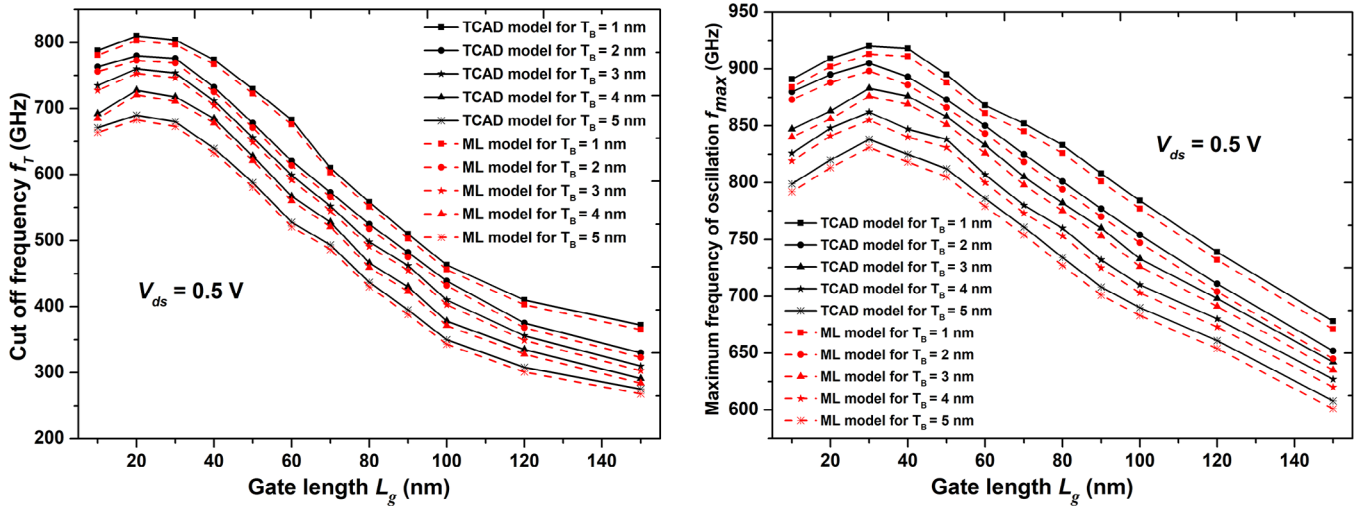 Cut off frequency f_T (GHz)
800
700
600
500
400
300
200
TCAD model for T_B = 1 nm
TCAD model for T_B = 2 nm
TCAD model for T_B = 3 nm
TCAD model for T_B = 4 nm
TCAD model for T_B = 5 nm
ML model for T_B = 1 nm
ML model for T_B = 2 nm
ML model for T_B = 3 nm
ML model for T_B = 4 nm
ML model for T_B = 5 nm
V_ds = 0.5 V
20 40 60 80 100 120 140
Gate length L_g (nm)
Maximum frequency of oscillation f_max (GHz)
950
900
850
800
750
700
650
600
V_ds = 0.5 V
TCAD model for T_B = 1 nm
TCAD model for T_B = 2 nm
TCAD model for T_B = 3 nm
TCAD model for T_B = 4 nm
TCAD model for T_B = 5 nm
ML model for T_B = 1 nm
ML model for T_B = 2 nm
ML model for T_B = 3 nm
ML model for T_B = 4 nm
ML model for T_B = 5 nm
20 40 60 80 100 120 140
Gate length L_g (nm)